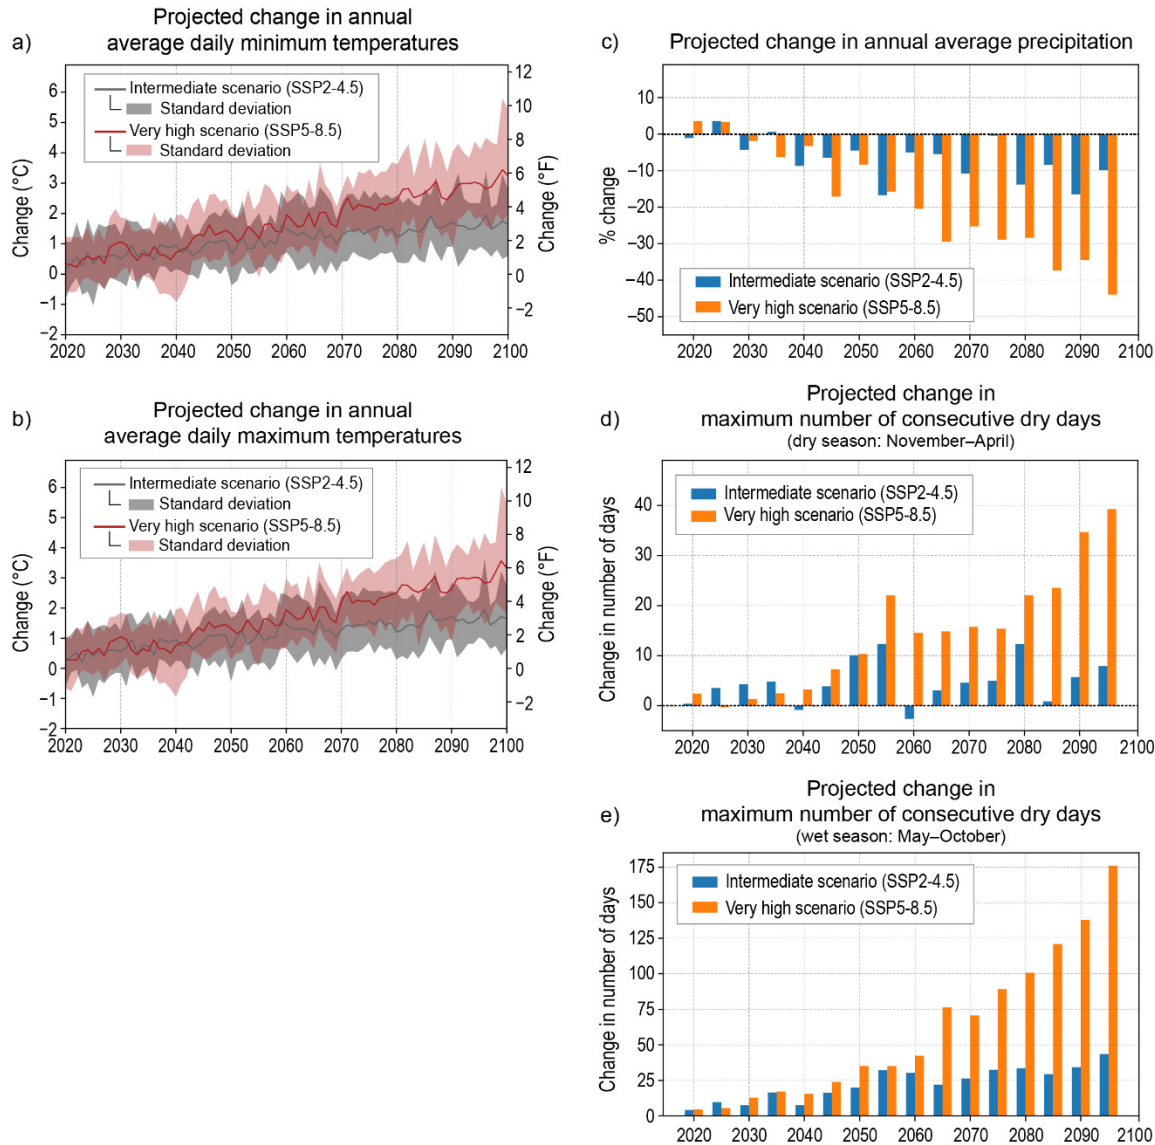 a)
Projected change in annual
average daily minimum temperatures
Intermediate scenario (SSP2-4.5)
Standard deviation
Very high scenario (SSP5-8.5)
Standard deviation
Change (°C)
6
5
4
3
2
1
0
−1
−2
Change (°F)
12
10
8
6
4
2
0
−2
2020 2030 2040 2050 2060 2070 2080 2090 2100
b)
Projected change in annual
average daily maximum temperatures
Intermediate scenario (SSP2-4.5)
Standard deviation
Very high scenario (SSP5-8.5)
Standard deviation
Change (°C)
6
5
4
3
2
1
0
−1
−2
Change (°F)
12
10
8
6
4
2
0
−2
2020 2030 2040 2050 2060 2070 2080 2090 2100
c)
Projected change in annual average precipitation
% change
10
0
−10
−20
−30
−40
−50
Intermediate scenario (SSP2-4.5)
Very high scenario (SSP5-8.5)
2020 2030 2040 2050 2060 2070 2080 2090 2100
d)
Projected change in
maximum number of consecutive dry days
(dry season: November–April)
Intermediate scenario (SSP2-4.5)
Very high scenario (SSP5-8.5)
Change in number of days
40
30
20
10
0
2020 2030 2040 2050 2060 2070 2080 2090 2100
e)
Projected change in
maximum number of consecutive dry days
(wet season: May–October)
Intermediate scenario (SSP2-4.5)
Very high scenario (SSP5-8.5)
Change in number of days
175
150
125
100
75
50
25
0
2020 2030 2040 2050 2060 2070 2080 2090 2100